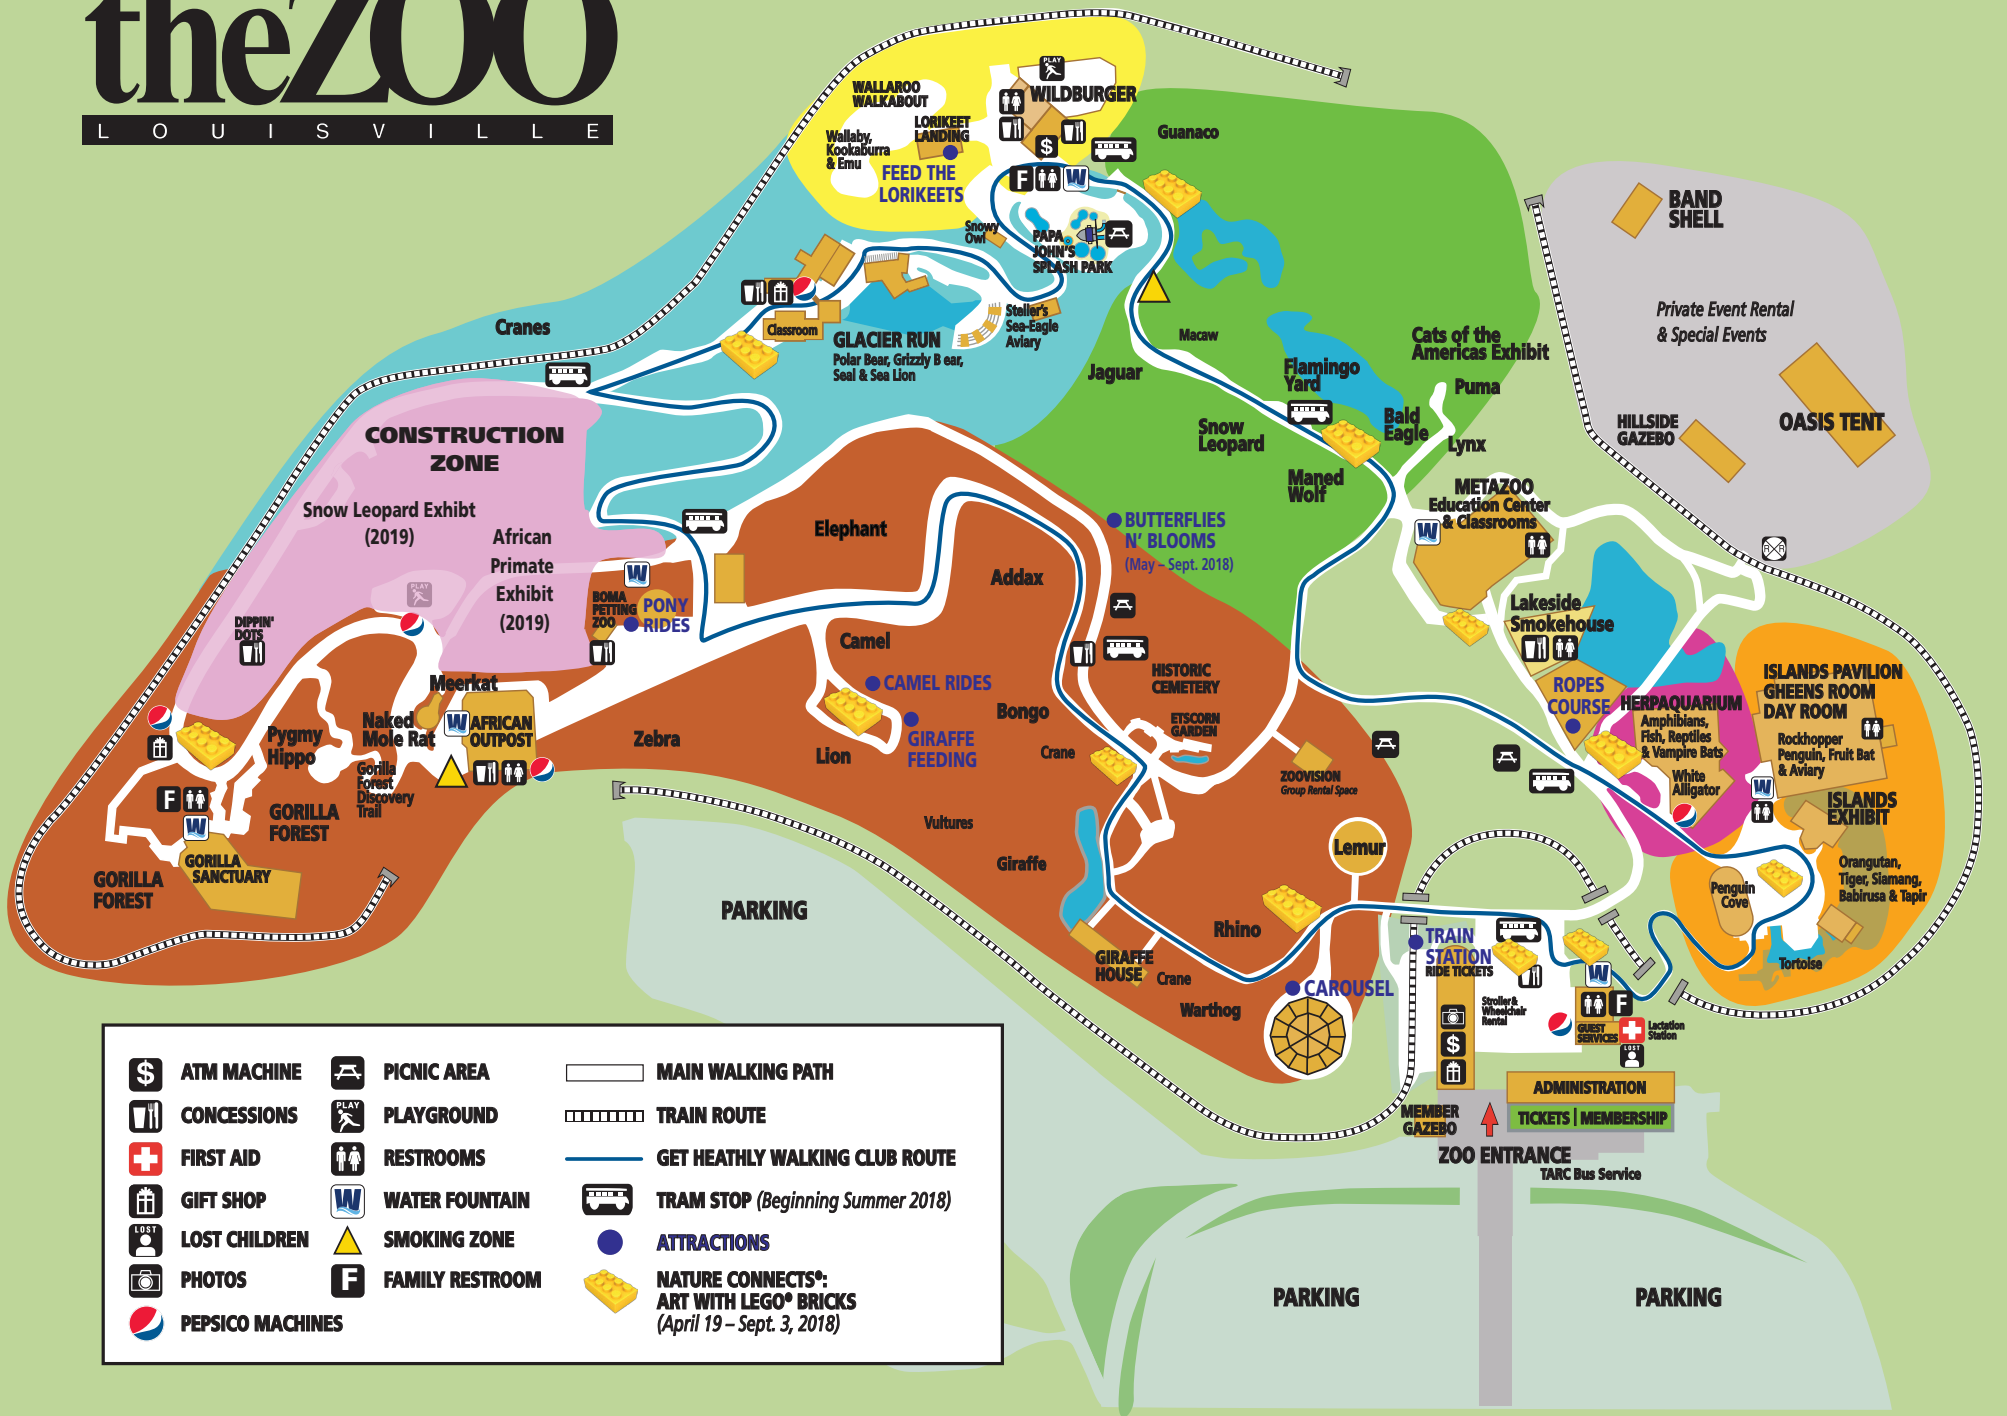 the ZOO
LOUISVILLE
WALLAROO
WALKABOUT
Wallaby,
Kookaburra
& Emu
LORIKEET
LANDING
FEED THE
LORIKEETS
PLAY
WILDBURGER
$
F
W
Guanaco
Snowy
Owl
PAPA
JOHN'S
SPLASH PARK
Cranes
Classroom
GLACIER RUN
Polar Bear, Grizzly B ear,
Seal & Sea Lion
Steller's
Sea-Eagle
Aviary
Macaw
Jaguar
Flamingo
Yard
Cats of the
Americas Exhibit
Puma
Bald
Eagle
Lynx
Snow
Leopard
Maned
Wolf
BAND
SHELL
Private Event Rental
& Special Events
HILLSIDE
GAZEBO
OASIS TENT
R R
METAZOO
Education Center
& Classrooms
W
Lakeside
Smokehouse
ROPES
COURSE
HERPAQUARIUM
Amphibians,
Fish, Reptiles
& Vampire Bats
White
Alligator
ISLANDS PAVILION
GHEENS ROOM
DAY ROOM
Rockhopper
Penguin, Fruit Bat
& Aviary
W
ISLANDS
EXHIBIT
Orangutan,
Tiger, Siamang,
Babirusa & Tapir
Penguin
Cove
Tortoise
CONSTRUCTION
ZONE
Snow Leopard Exhibt
(2019)
African
Primate
Exhibit
(2019)
PLAY
DIPPIN'
DOTS
W
BOMA
PETTING
ZOO
PONY
RIDES
Elephant
Addax
BUTTERFLIES
N' BLOOMS
(May – Sept. 2018)
Camel
CAMEL RIDES
GIRAFFE
FEEDING
Lion
Zebra
Bongo
Crane
Vultures
Giraffe
HISTORIC
CEMETERY
ETSCORN
GARDEN
ZOOVISION
Group Rental Space
Lemur
Rhino
GIRAFFE
HOUSE
Crane
Warthog
CAROUSEL
Meerkat
Naked
Mole Rat
W
AFRICAN
OUTPOST
Pygmy
Hippo
Gorilla
Forest
Discovery
Trail
GORILLA
FOREST
F
W
GORILLA
SANCTUARY
GORILLA
FOREST
PARKING
TRAIN
STATION
RIDE TICKETS
Stroller &
Wheelchair
Rental
W
F
GUEST
SERVICES
Lactation
Station
LOST
$
ADMINISTRATION
TICKETS | MEMBERSHIP
MEMBER
GAZEBO
ZOO ENTRANCE
TARC Bus Service
PARKING
PARKING
$ ATM MACHINE
CONCESSIONS
FIRST AID
GIFT SHOP
LOST LOST CHILDREN
PHOTOS
PEPSICO MACHINES
PICNIC AREA
PLAY PLAYGROUND
RESTROOMS
W WATER FOUNTAIN
SMOKING ZONE
F FAMILY RESTROOM
MAIN WALKING PATH
TRAIN ROUTE
GET HEATHLY WALKING CLUB ROUTE
TRAM STOP (Beginning Summer 2018)
ATTRACTIONS
NATURE CONNECTS®:
ART WITH LEGO® BRICKS
(April 19 – Sept. 3, 2018)